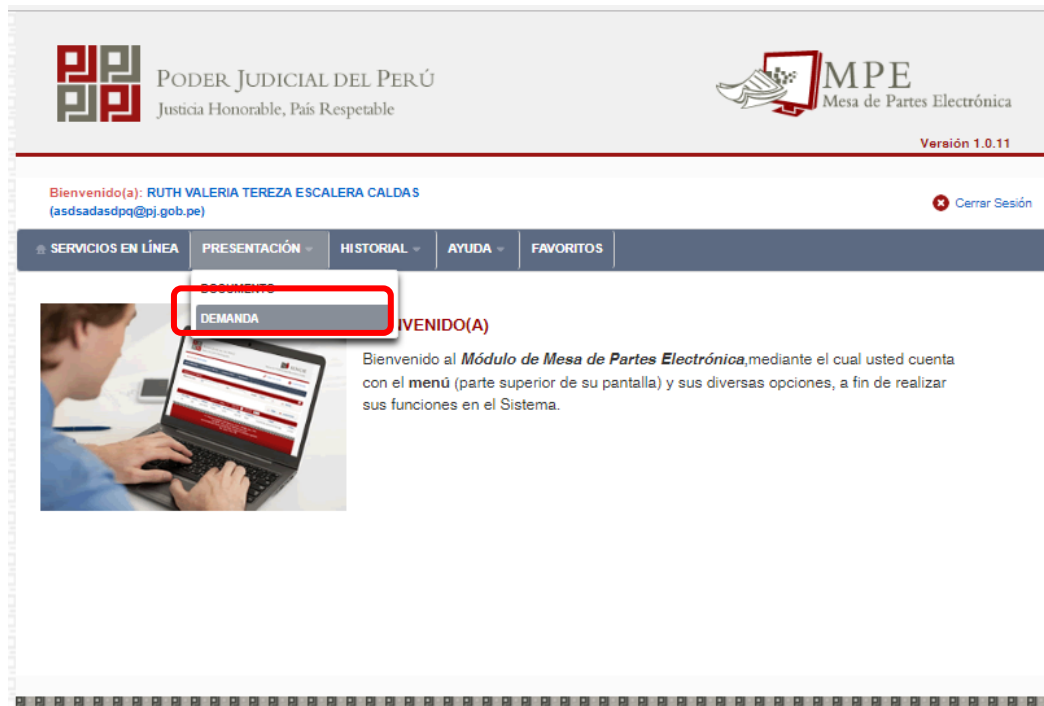 PODER JUDICIAL DEL PERÚ
Justicia Honorable, País Respetable
MPE
Mesa de Partes Electrónica
Versión 1.0.11
Bienvenido(a): RUTH VALERIA TEREZA ESCALERA CALDAS
(asdsadasdpq@pj.gob.pe)
Cerrar Sesión
SERVICIOS EN LÍNEA PRESENTACIÓN HISTORIAL AYUDA FAVORITOS
DOCUMENTO
DEMANDA
VENIDO(A)
Bienvenido al Módulo de Mesa de Partes Electrónica,mediante el cual usted cuenta
con el menú (parte superior de su pantalla) y sus diversas opciones, a fin de realizar
sus funciones en el Sistema.